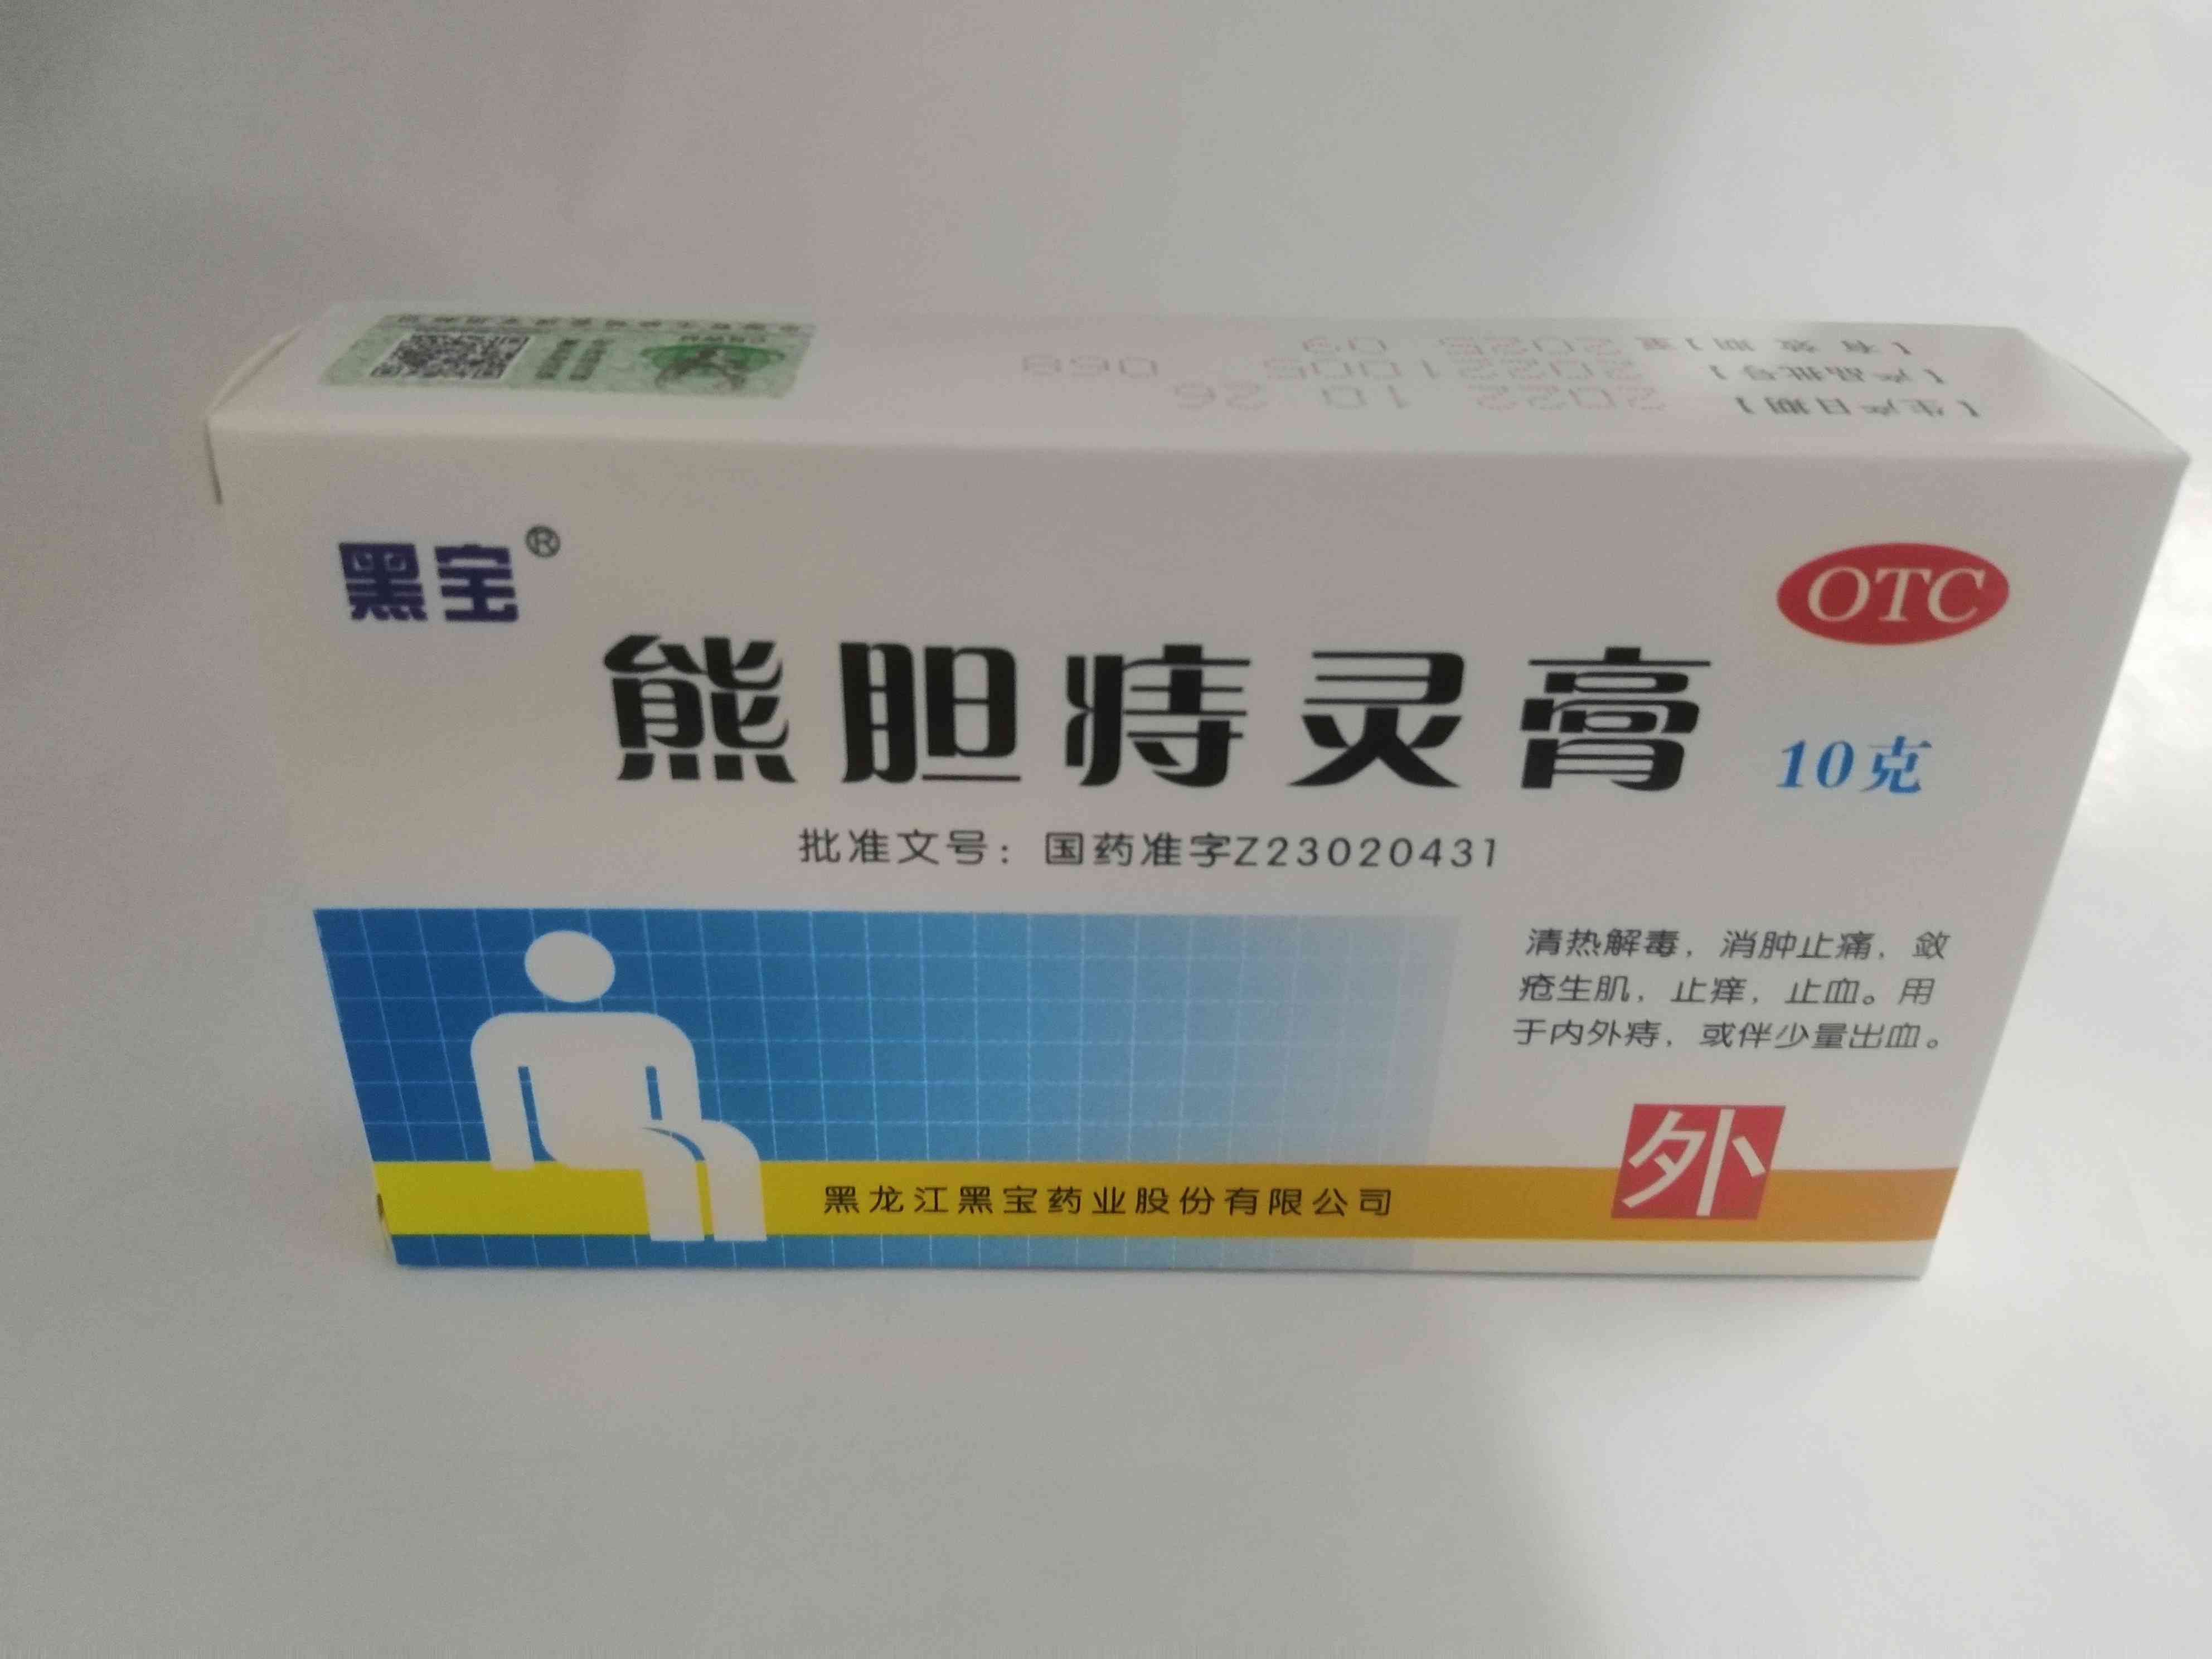 【生产日期】 2022 10 26
【产品批号】 20221005 068
【有效期】至 2025 09
黑宝®
OTC
熊胆痔灵膏 10克
批准文号：国药准字Z23020431
清热解毒，消肿止痛，敛
疮生肌，止痒，止血。用
于内外痔，或伴少量出血。
外
黑龙江黑宝药业股份有限公司